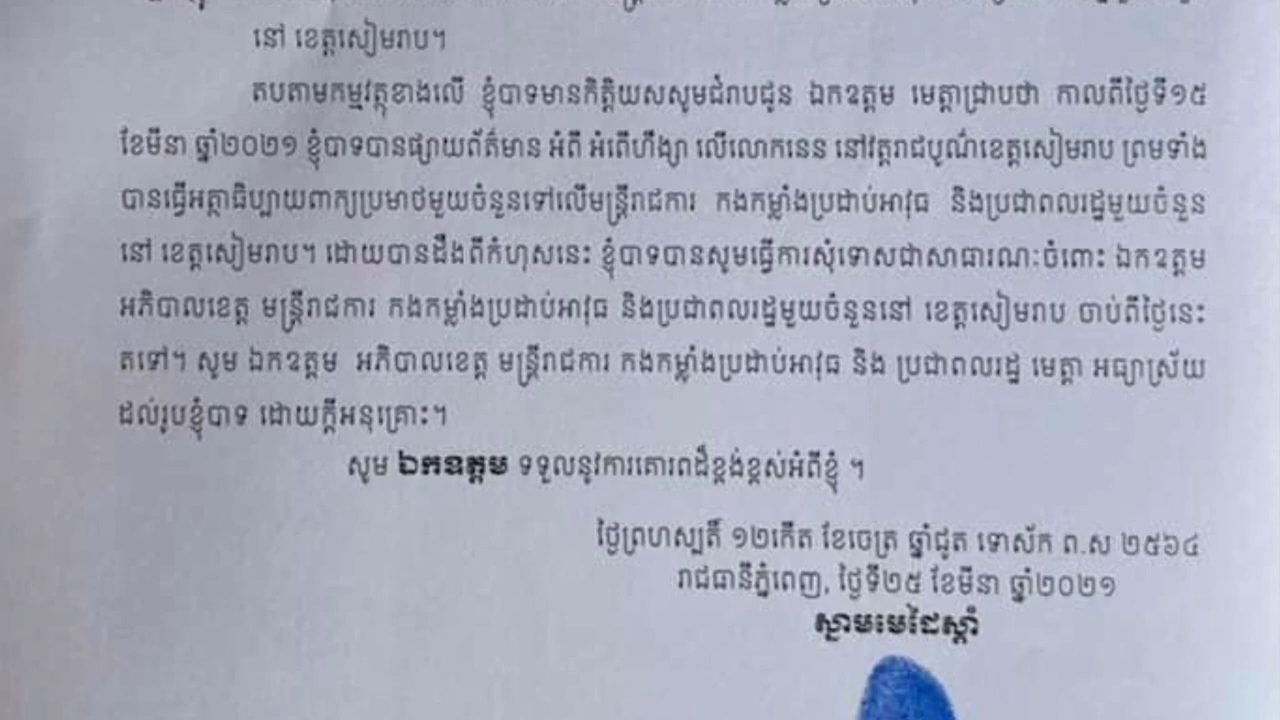 នៅ ខេត្តសៀមរាប។
តបតាមកម្មវត្ថុខាងលើ ខ្ញុំបាទមានកិត្តិយសសូមជំរាបជូន ឯកឧត្តម មេត្តាជ្រាបថា កាលពីថ្ងៃទី១៥
ខែមីនា ឆ្នាំ២០២១ ខ្ញុំបាទបានផ្សាយព័ត៌មាន អំពី អំពើហឹង្សា លើលោកនេន នៅវត្តរាជបូណ៌ខេត្តសៀមរាប ព្រមទាំង
បានធ្វើអត្ថាធិប្បាយពាក្យប្រមាថមួយចំនួនទៅលើមន្ត្រីរាជការ កងកម្លាំងប្រដាប់អាវុធ និងប្រជាពលរដ្ឋមួយចំនួន
នៅ ខេត្តសៀមរាប។ ដោយបានដឹងពីកំហុសនេះ ខ្ញុំបាទបានសូមធ្វើការសុំទោសជាសាធារណៈចំពោះ ឯកឧត្តម
អភិបាលខេត្ត មន្ត្រីរាជការ កងកម្លាំងប្រដាប់អាវុធ និងប្រជាពលរដ្ឋមួយចំនួននៅ ខេត្តសៀមរាប ចាប់ពីថ្ងៃនេះ
តទៅ។ សូម ឯកឧត្តម អភិបាលខេត្ត មន្ត្រីរាជការ កងកម្លាំងប្រដាប់អាវុធ និង ប្រជាពលរដ្ឋ មេត្តា អធ្យាស្រ័យ
ដល់រូបខ្ញុំបាទ ដោយក្តីអនុគ្រោះ។
សូម ឯកឧត្តម ទទួលនូវការគោរពដ៏ខ្ពង់ខ្ពស់អំពីខ្ញុំ ។
ថ្ងៃព្រហស្បតិ៍ ១២កើត ខែចេត្រ ឆ្នាំជូត ទោស័ក ព.ស ២៥៦៤
រាជធានីភ្នំពេញ, ថ្ងៃទី២៥ ខែមីនា ឆ្នាំ២០២១
ស្នាមមេដៃស្តាំ